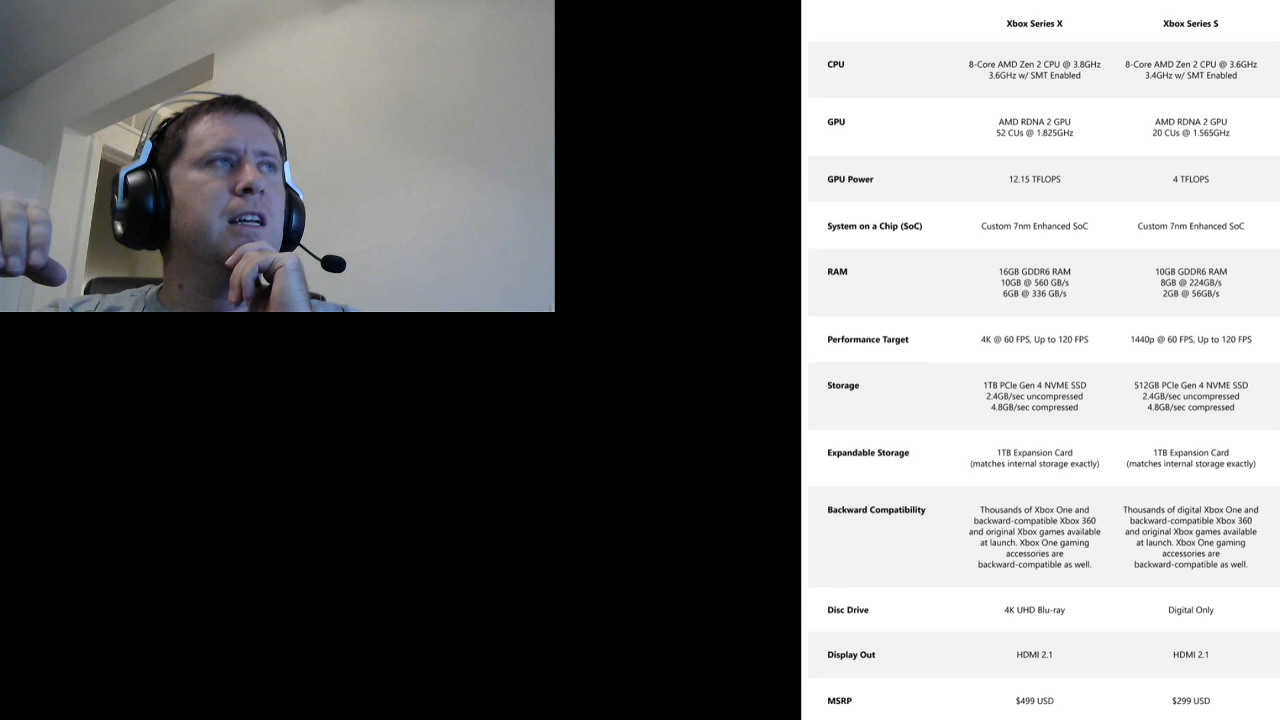 Xbox Series X Xbox Series S
CPU 8-Core AMD Zen 2 CPU @ 3.8GHz 8-Core AMD Zen 2 CPU @ 3.6GHz
3.6GHz w/ SMT Enabled 3.4GHz w/ SMT Enabled
GPU AMD RDNA 2 GPU AMD RDNA 2 GPU
52 CUs @ 1.825GHz 20 CUs @ 1.565GHz
GPU Power 12.15 TFLOPS 4 TFLOPS
System on a Chip (SoC) Custom 7nm Enhanced SoC Custom 7nm Enhanced SoC
RAM 16GB GDDR6 RAM 10GB GDDR6 RAM
10GB @ 560 GB/s 8GB @ 224GB/s
6GB @ 336 GB/s 2GB @ 56GB/s
Performance Target 4K @ 60 FPS, Up to 120 FPS 1440p @ 60 FPS, Up to 120 FPS
Storage 1TB PCIe Gen 4 NVME SSD 512GB PCIe Gen 4 NVME SSD
2.4GB/sec uncompressed 2.4GB/sec uncompressed
4.8GB/sec compressed 4.8GB/sec compressed
Expandable Storage 1TB Expansion Card 1TB Expansion Card
(matches internal storage exactly) (matches internal storage exactly)
Backward Compatibility Thousands of Xbox One and Thousands of digital Xbox One and
backward-compatible Xbox 360 backward-compatible Xbox 360
and original Xbox games available and original Xbox games available
at launch. Xbox One gaming at launch. Xbox One gaming
accessories are accessories are
backward-compatible as well. backward-compatible as well.
Disc Drive 4K UHD Blu-ray Digital Only
Display Out HDMI 2.1 HDMI 2.1
MSRP $499 USD $299 USD